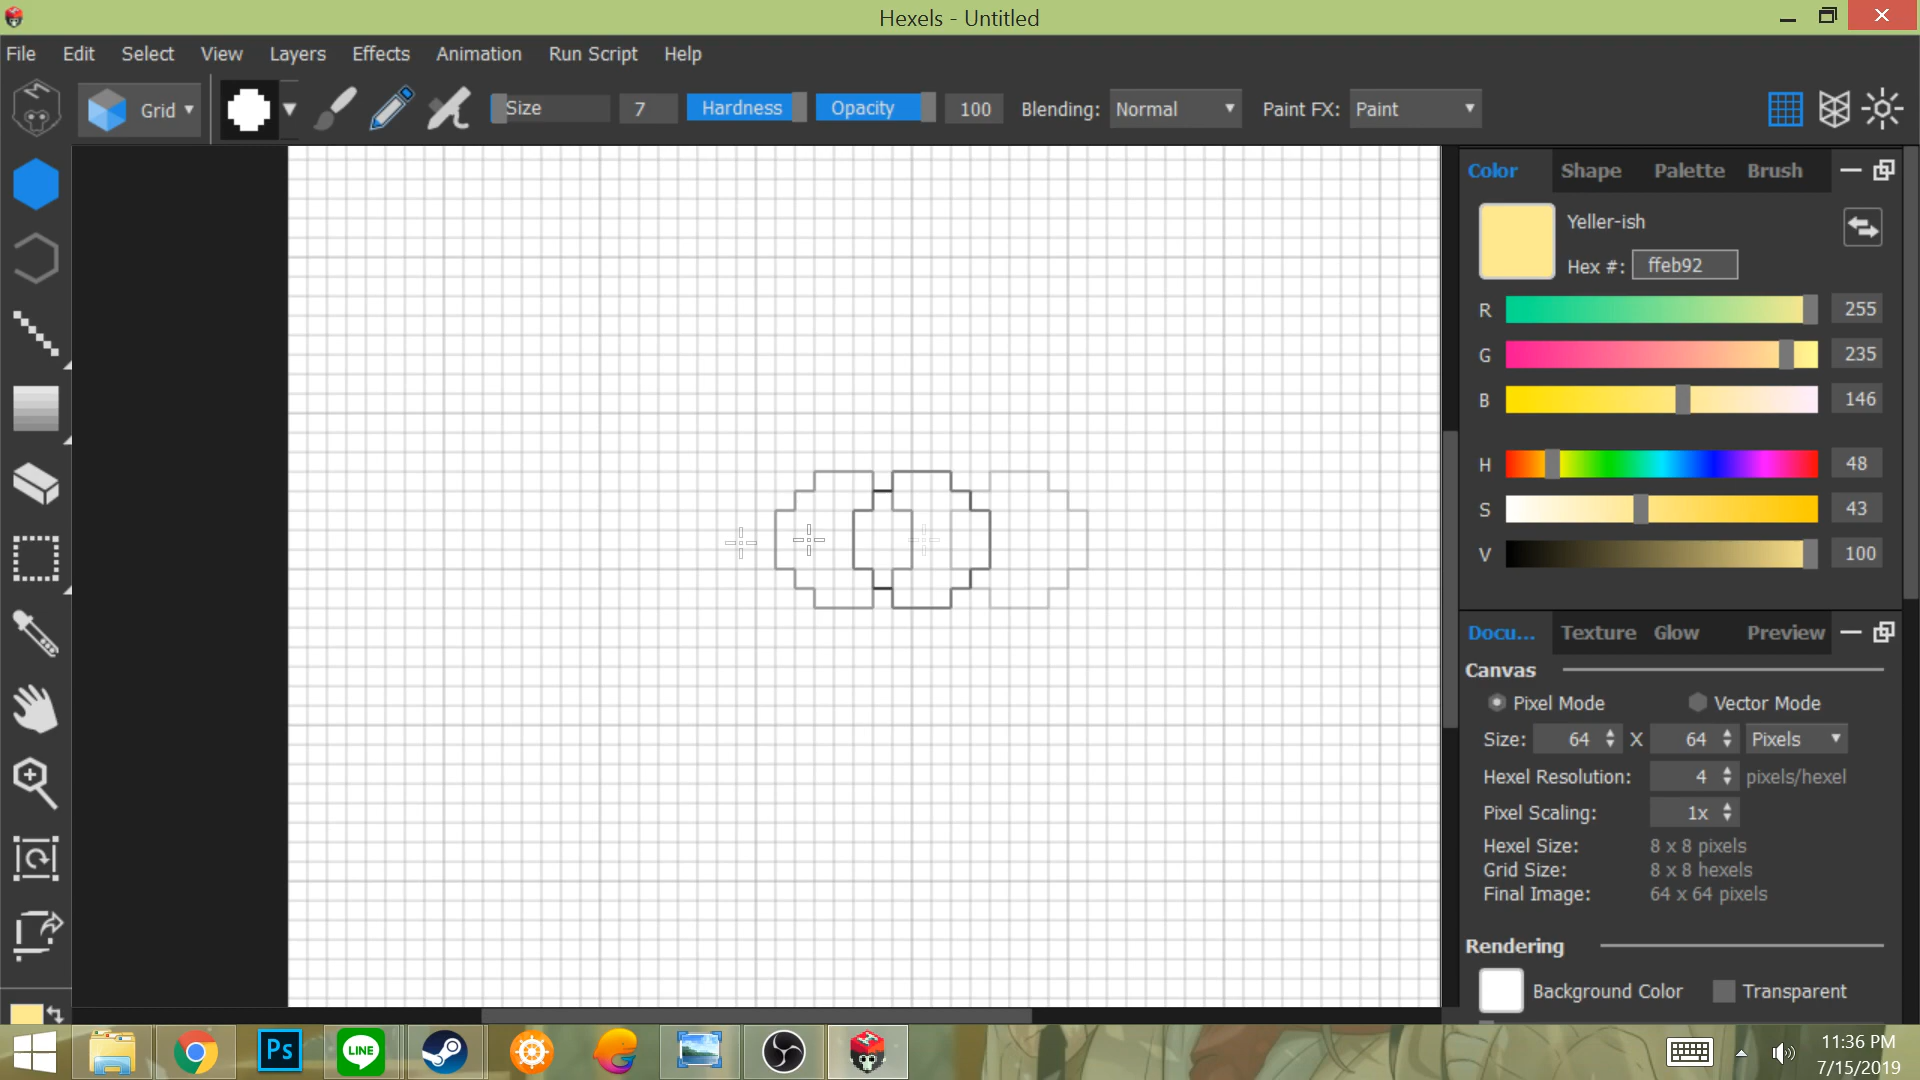 Hexels - Untitled
File Edit Select View Layers Effects Animation Run Script Help
Grid Size 7 Hardness Opacity 100 Blending: Normal Paint FX: Paint
Color Shape Palette Brush
Yeller-ish
Hex #: ffeb92
R 255
G 235
B 146
H 48
S 43
V 100
Docu... Texture Glow Preview
Canvas
Pixel Mode Vector Mode
Size: 64 X 64 Pixels
Hexel Resolution: 4 pixels/hexel
Pixel Scaling: 1x
Hexel Size: 8 x 8 pixels
Grid Size: 8 x 8 hexels
Final Image: 64 x 64 pixels
Rendering
Background Color Transparent
Ps LINE
11:36 PM
7/15/2019